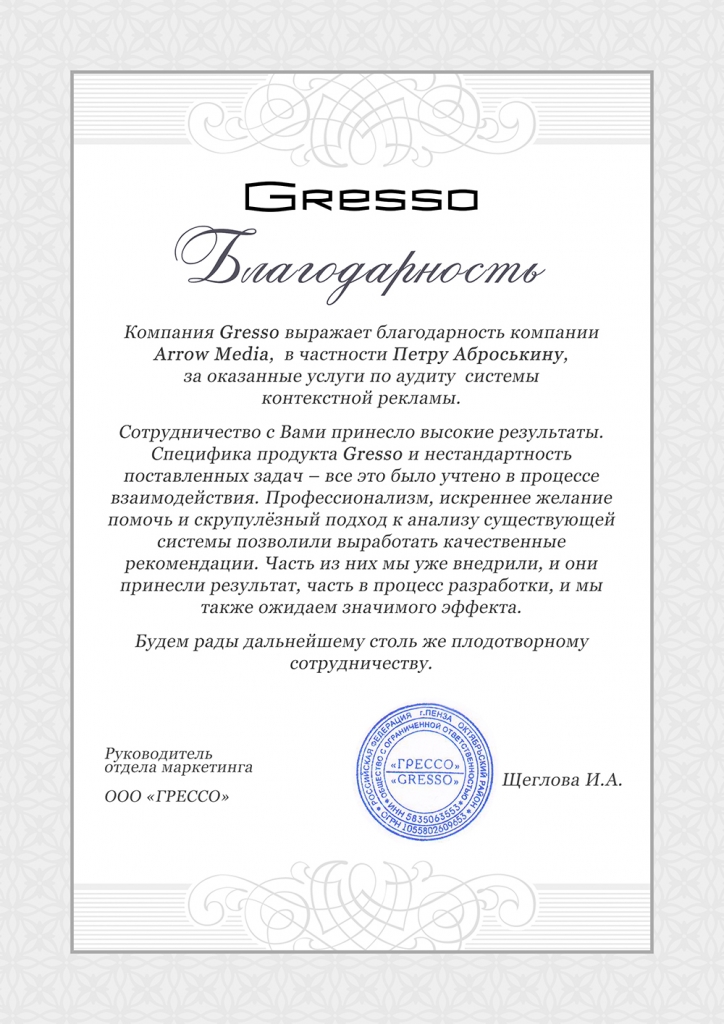 Gresso
Благодарность
Компания Gresso выражает благодарность компании
Arrow Media, в частности Петру Аброськину,
за оказанные услуги по аудиту системы
контекстной рекламы.
Сотрудничество с Вами принесло высокие результаты.
Специфика продукта Gresso и нестандартность
поставленных задач – все это было учтено в процессе
взаимодействия. Профессионализм, искреннее желание
помочь и скрупулёзный подход к анализу существующей
системы позволили выработать качественные
рекомендации. Часть из них мы уже внедрили, и они
принесли результат, часть в процесс разработки, и мы
также ожидаем значимого эффекта.
Будем рады дальнейшему столь же плодотворному
сотрудничеству.
Руководитель
отдела маркетинга
ООО «ГРЕССО»
РОССИЙСКАЯ ФЕДЕРАЦИЯ г.ПЕНЗА ОКТЯБРЬСКИЙ РАЙОН
ОБЩЕСТВО С ОГРАНИЧЕННОЙ ОТВЕТСТВЕННОСТЬЮ
«ГРЕССО»
«GRESSO»
ИНН 5835063553
ОГРН 1055802609653
Щеглова И.А.